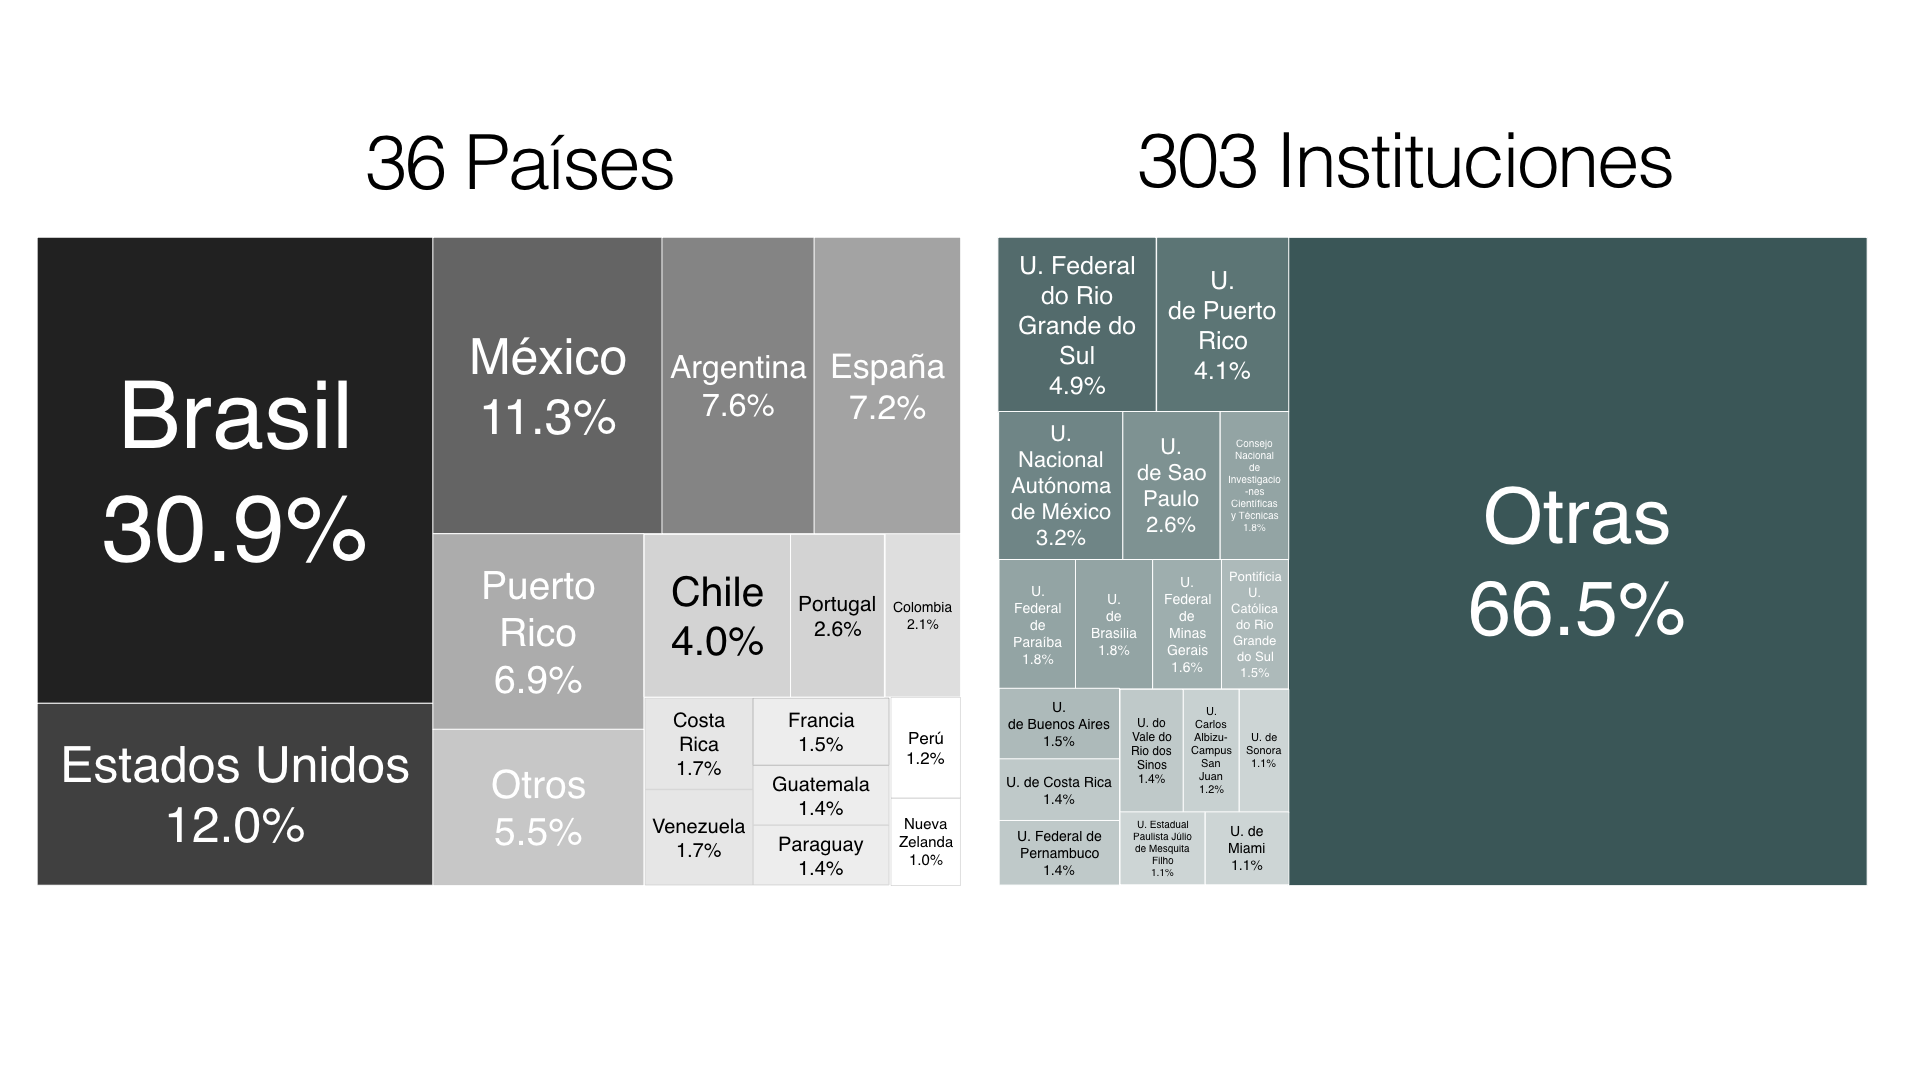 36 Países
Brasil
30.9%
Estados Unidos
12.0%
México
11.3%
Argentina
7.6%
España
7.2%
Puerto
Rico
6.9%
Otros
5.5%
Chile
4.0%
Portugal
2.6%
Colombia
2.1%
Costa
Rica
1.7%
Venezuela
1.7%
Francia
1.5%
Guatemala
1.4%
Paraguay
1.4%
Perú
1.2%
Nueva
Zelanda
1.0%
303 Instituciones
U. Federal
do Rio
Grande do
Sul
4.9%
U.
de Puerto
Rico
4.1%
U.
Nacional
Autónoma
de México
3.2%
U.
de Sao
Paulo
2.6%
Consejo
Nacional
de
Investigacio
-nes
Científicas
y Técnicas
1.8%
U.
Federal
de
Paraiba
1.8%
U.
de
Brasilia
1.8%
U.
Federal
de
Minas
Gerais
1.6%
Pontificia
U.
Católica
do Rio
Grande
do Sul
1.5%
U.
de Buenos Aires
1.5%
U. de Costa Rica
1.4%
U. Federal de
Pernambuco
1.4%
U. do
Vale do
Rio dos
Sinos
1.4%
U.
Carlos
Albizu-
Campus
San
Juan
1.2%
U. de
Sonora
1.1%
U. Estadual
Paulista Júlio
de Mesquita
Filho
1.1%
U. de
Miami
1.1%
Otras
66.5%